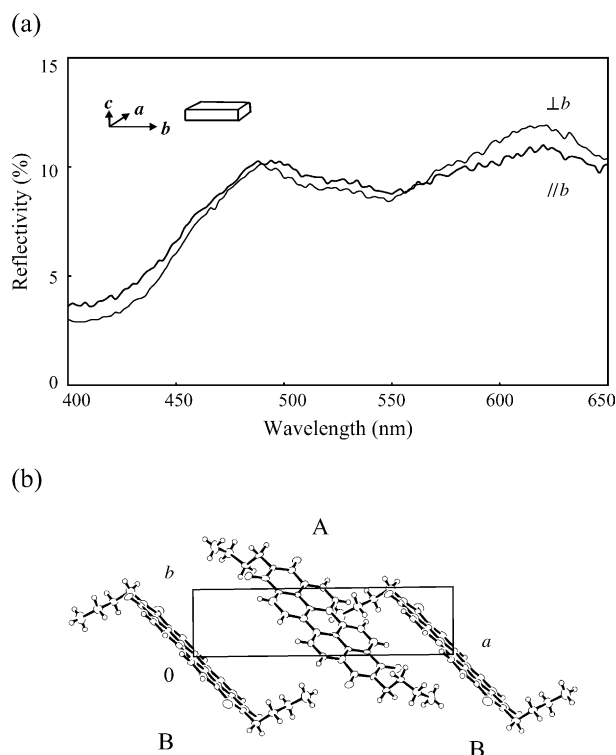 (a)
15
10
5
0
Reflectivity (%)
c
a
b
⊥b
//b
400 450 500 550 600 650
Wavelength (nm)
(b)
A
b
a
0
B B